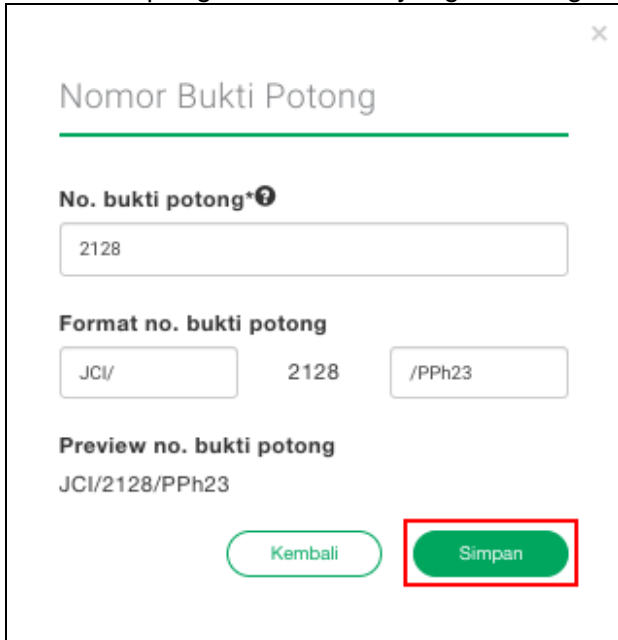 ×
Nomor Bukti Potong
No. bukti potong*?
2128
Format no. bukti potong
JCI/ 2128 /PPh23
Preview no. bukti potong
JCI/2128/PPh23
Kembali Simpan